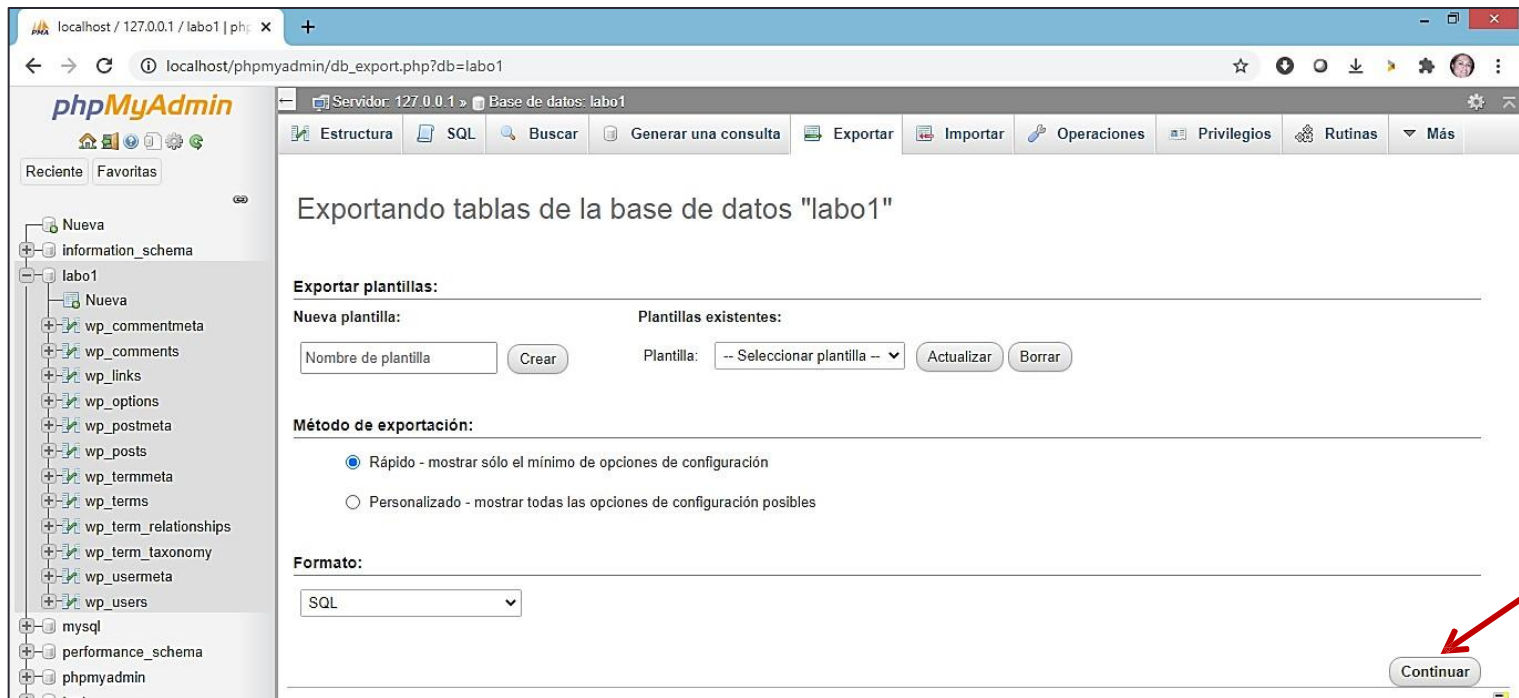 localhost / 127.0.0.1 / labo1 | php
localhost/phpmyadmin/db_export.php?db=labo1
phpMyAdmin
Reciente Favoritas
Nueva
information_schema
labo1
Nueva
wp_commentmeta
wp_comments
wp_links
wp_options
wp_postmeta
wp_posts
wp_termmeta
wp_terms
wp_term_relationships
wp_term_taxonomy
wp_usermeta
wp_users
mysql
performance_schema
phpmyadmin
Servidor: 127.0.0.1 » Base de datos: labo1
Estructura SQL Buscar Generar una consulta Exportar Importar Operaciones Privilegios Rutinas Más
Exportando tablas de la base de datos "labo1"
Exportar plantillas:
Nueva plantilla: Plantillas existentes:
Nombre de plantilla Crear Plantilla: -- Seleccionar plantilla -- Actualizar Borrar
Método de exportación:
Rápido - mostrar sólo el mínimo de opciones de configuración
Personalizado - mostrar todas las opciones de configuración posibles
Formato:
SQL
Continuar